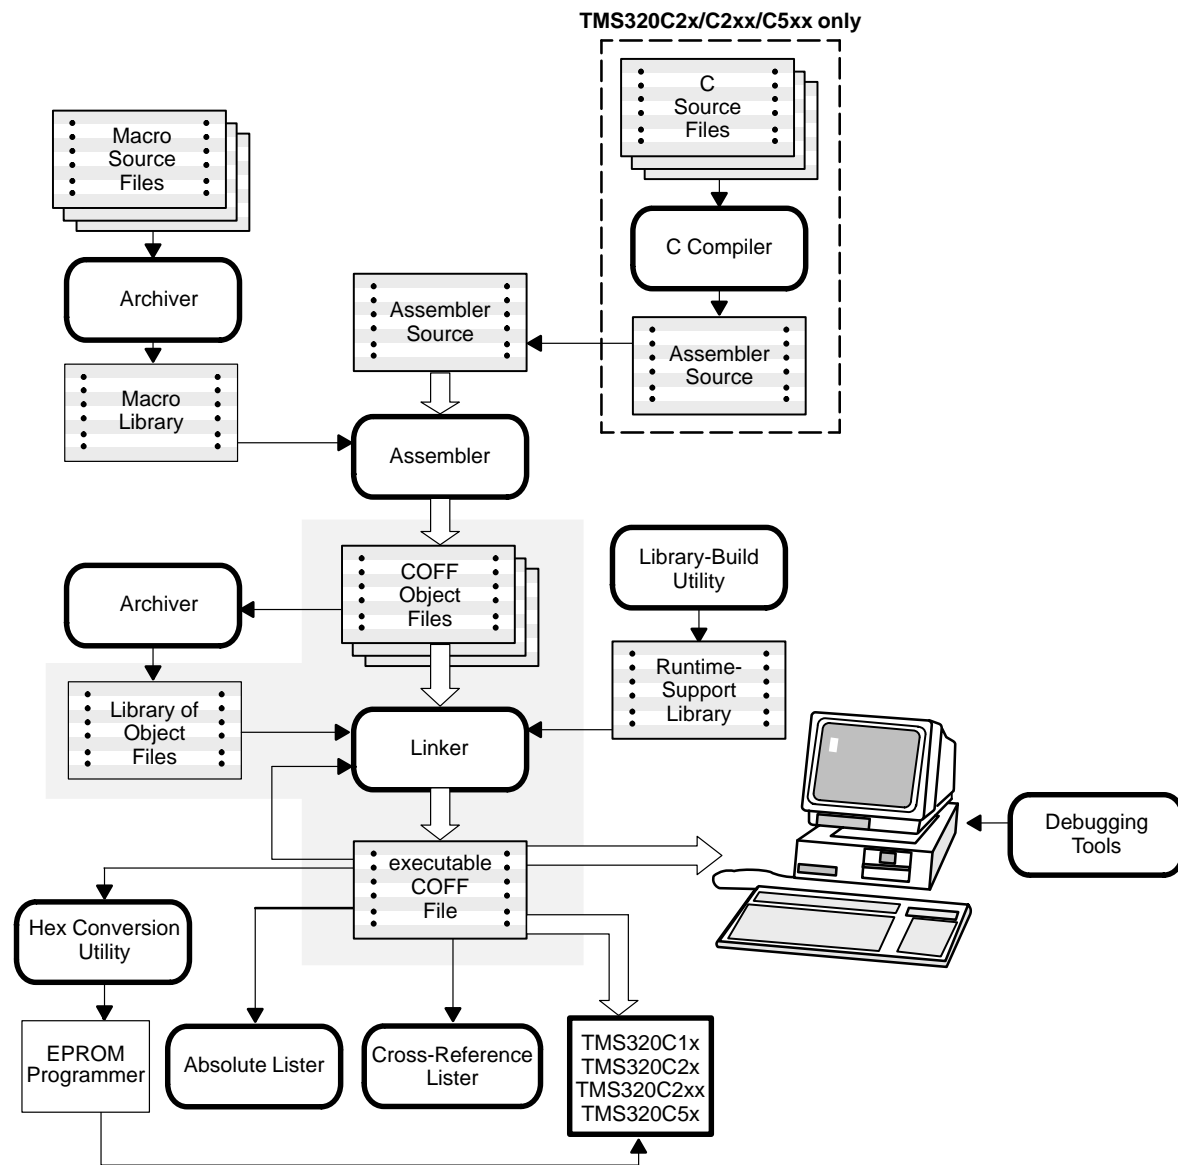 TMS320C2x/C2xx/C5xx only
C
Source
Files
Macro
Source
Files
C Compiler
Archiver
Assembler
Source
Assembler
Source
Macro
Library
Assembler
COFF
Object
Files
Library-Build
Utility
Archiver
Runtime-
Support
Library
Library of
Object
Files
Linker
Debugging
Tools
executable
COFF
File
Hex Conversion
Utility
EPROM
Programmer
Absolute Lister
Cross-Reference
Lister
TMS320C1x
TMS320C2x
TMS320C2xx
TMS320C5x